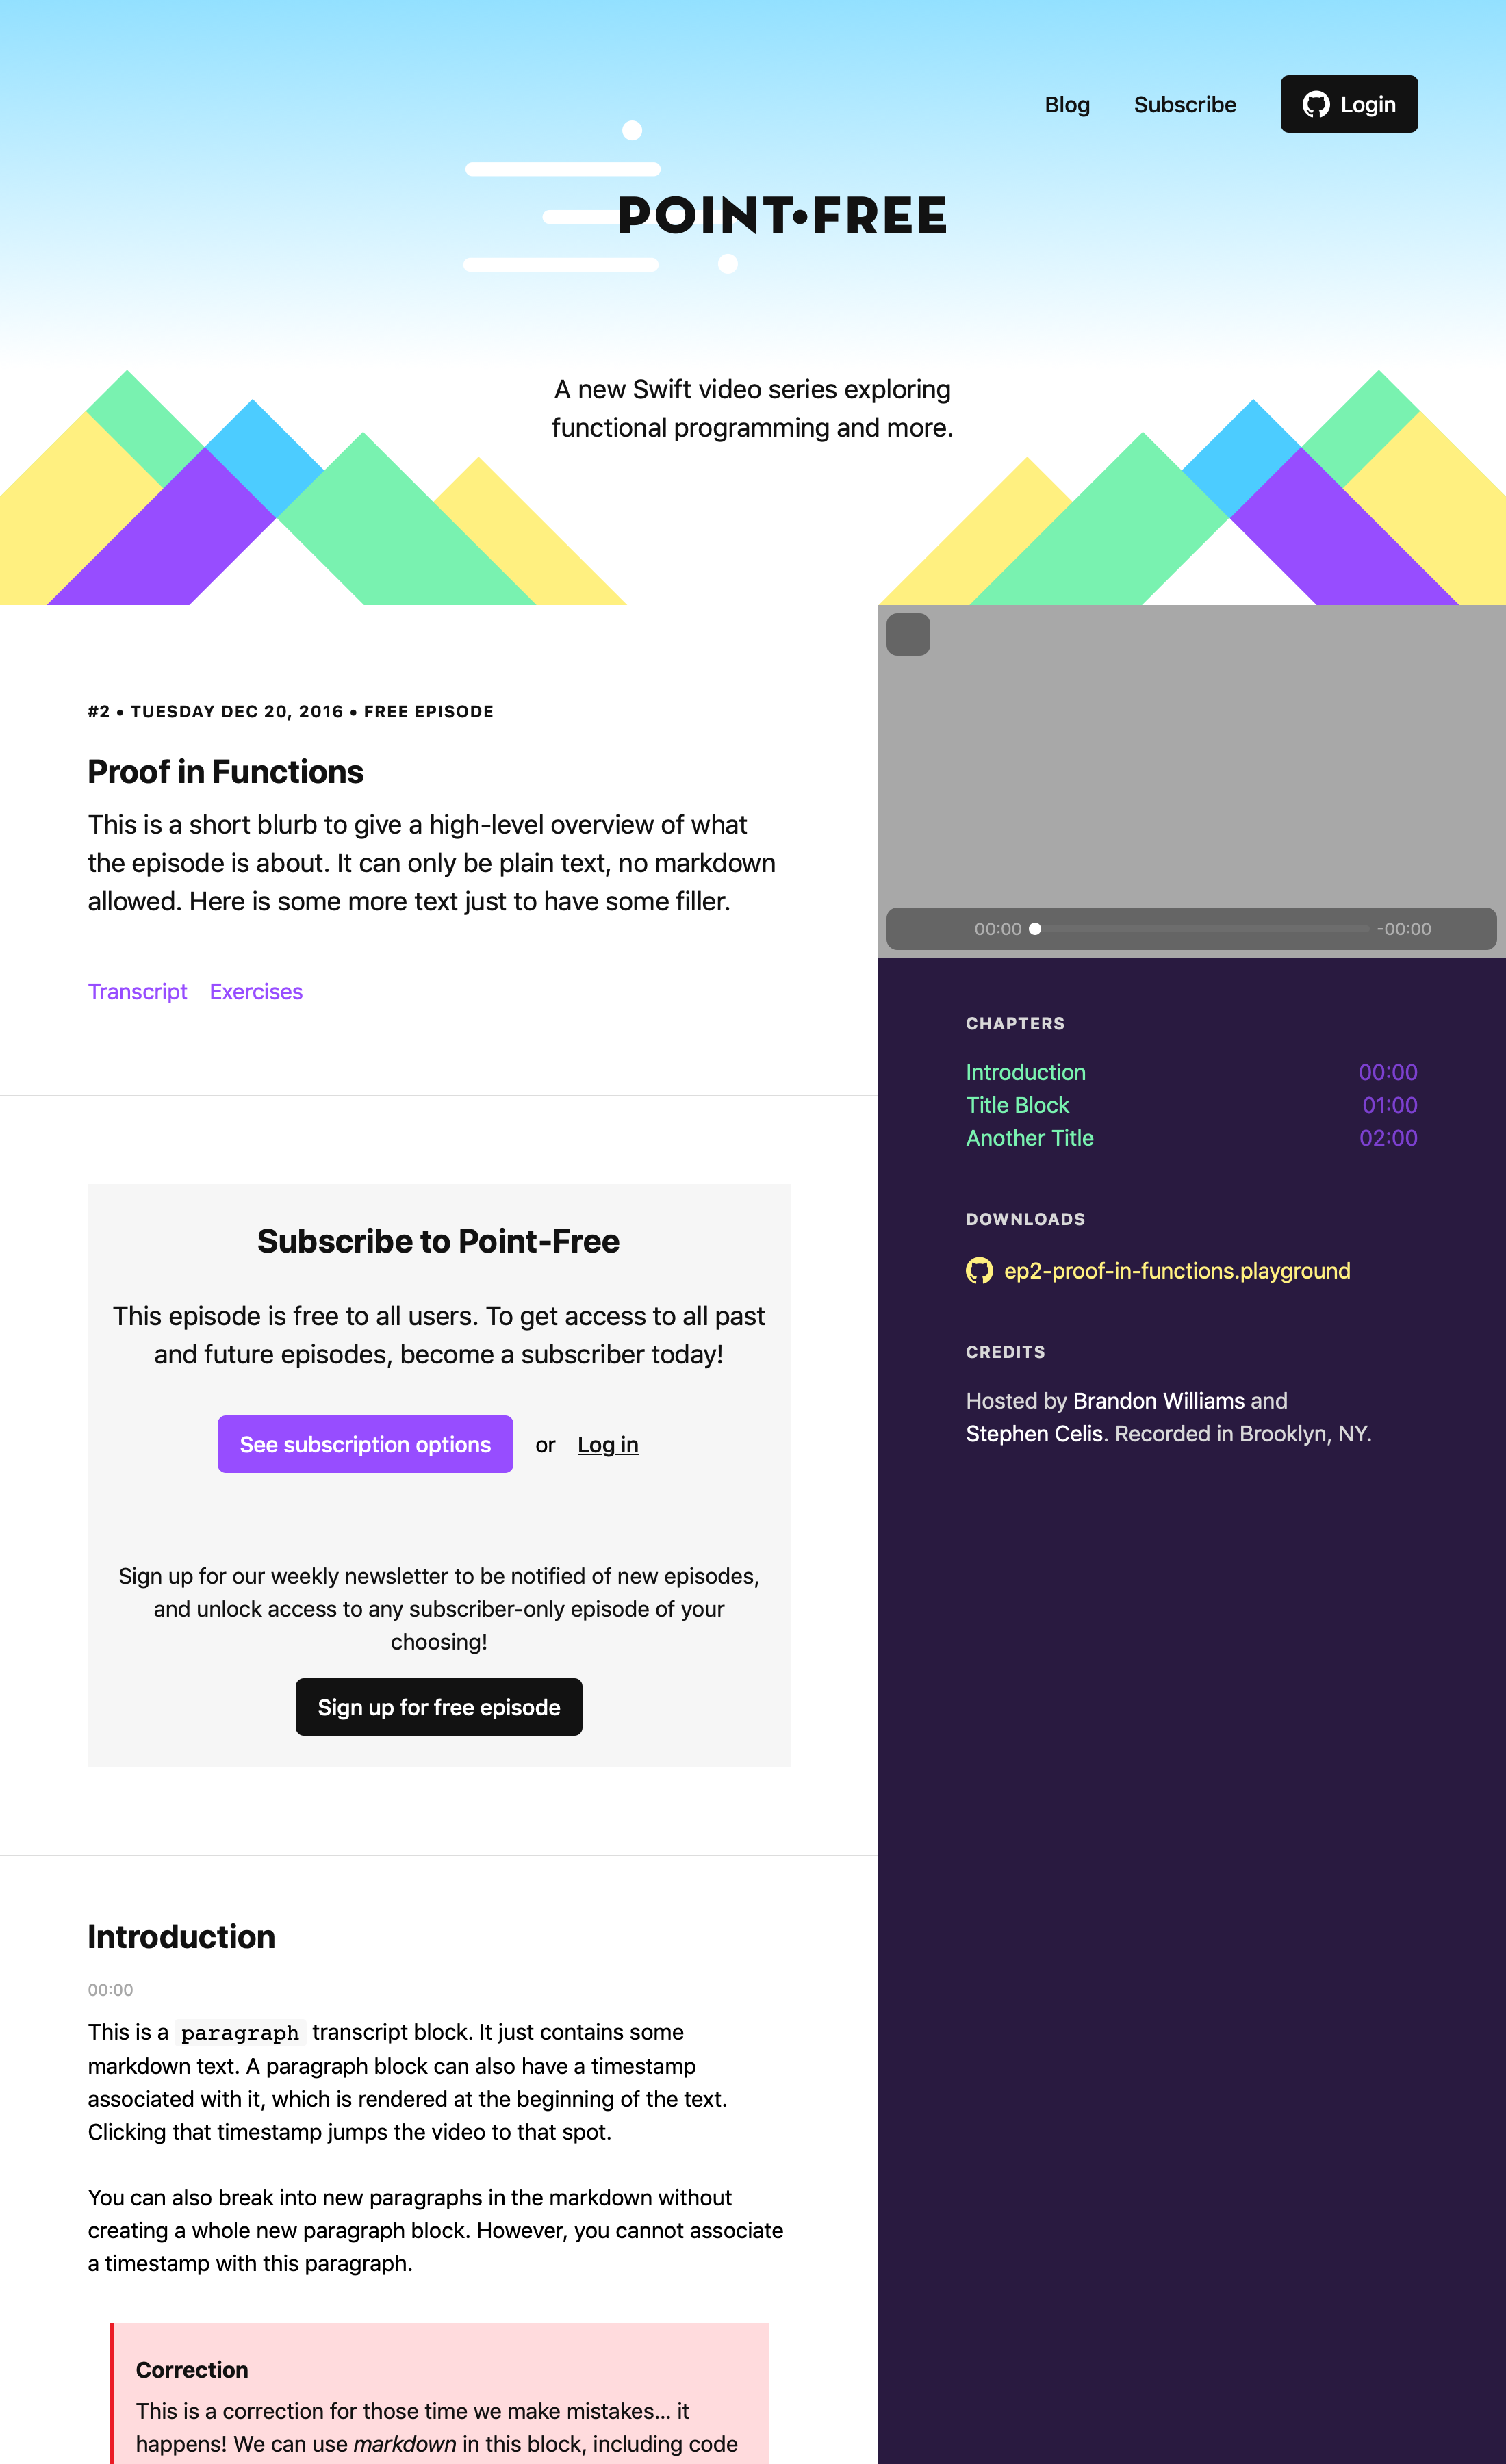 Blog Subscribe Login
POINT•FREE
A new Swift video series exploring
functional programming and more.
#2 • TUESDAY DEC 20, 2016 • FREE EPISODE
Proof in Functions
This is a short blurb to give a high-level overview of what
the episode is about. It can only be plain text, no markdown
allowed. Here is some more text just to have some filler.
Transcript Exercises
Subscribe to Point-Free
This episode is free to all users. To get access to all past
and future episodes, become a subscriber today!
See subscription options or Log in
Sign up for our weekly newsletter to be notified of new episodes,
and unlock access to any subscriber-only episode of your
choosing!
Sign up for free episode
Introduction
00:00
This is a paragraph transcript block. It just contains some
markdown text. A paragraph block can also have a timestamp
associated with it, which is rendered at the beginning of the text.
Clicking that timestamp jumps the video to that spot.
You can also break into new paragraphs in the markdown without
creating a whole new paragraph block. However, you cannot associate
a timestamp with this paragraph.
Correction
This is a correction for those time we make mistakes... it
happens! We can use markdown in this block, including code
00:00 -00:00
CHAPTERS
Introduction 00:00
Title Block 01:00
Another Title 02:00
DOWNLOADS
ep2-proof-in-functions.playground
CREDITS
Hosted by Brandon Williams and
Stephen Celis. Recorded in Brooklyn, NY.